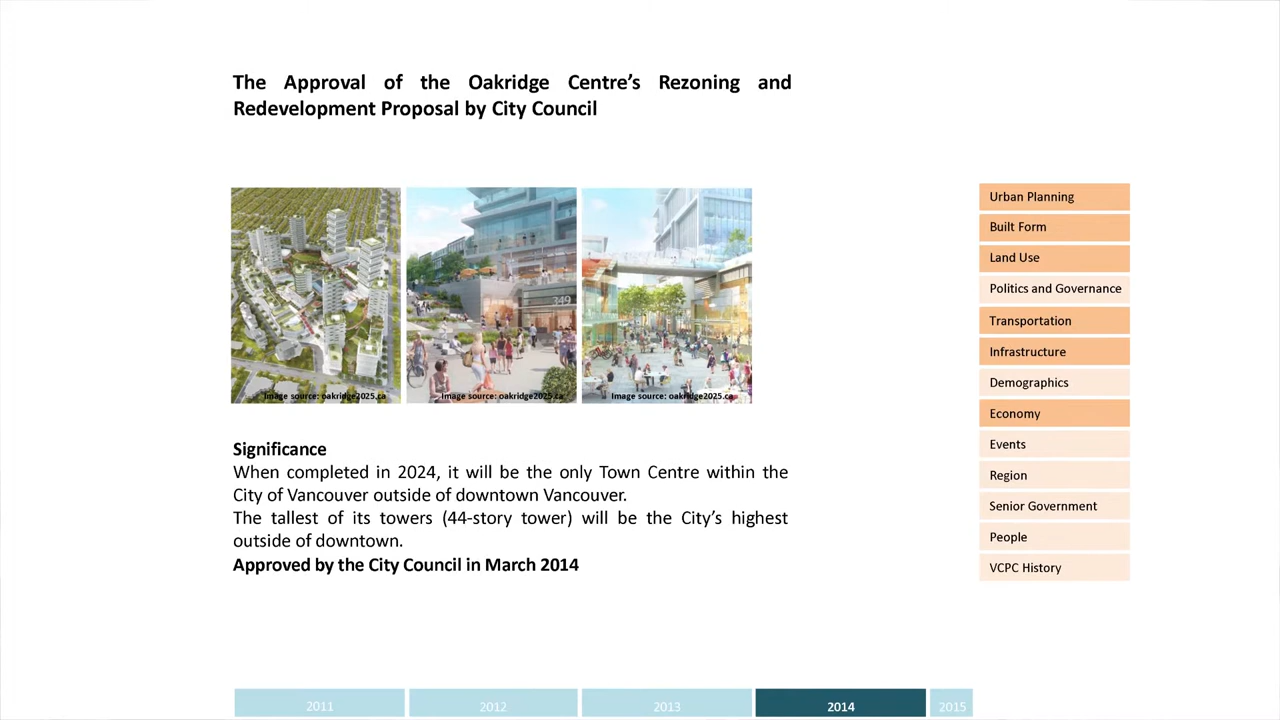 The Approval of the Oakridge Centre’s Rezoning and
Redevelopment Proposal by City Council
349
Image source: oakridge2025.ca
Image source: oakridge2025.ca
Image source: oakridge2025.ca
Significance
When completed in 2024, it will be the only Town Centre within the
City of Vancouver outside of downtown Vancouver.
The tallest of its towers (44-story tower) will be the City’s highest
outside of downtown.
Approved by the City Council in March 2014
Urban Planning
Built Form
Land Use
Politics and Governance
Transportation
Infrastructure
Demographics
Economy
Events
Region
Senior Government
People
VCPC History
2011
2012
2013
2014
2015